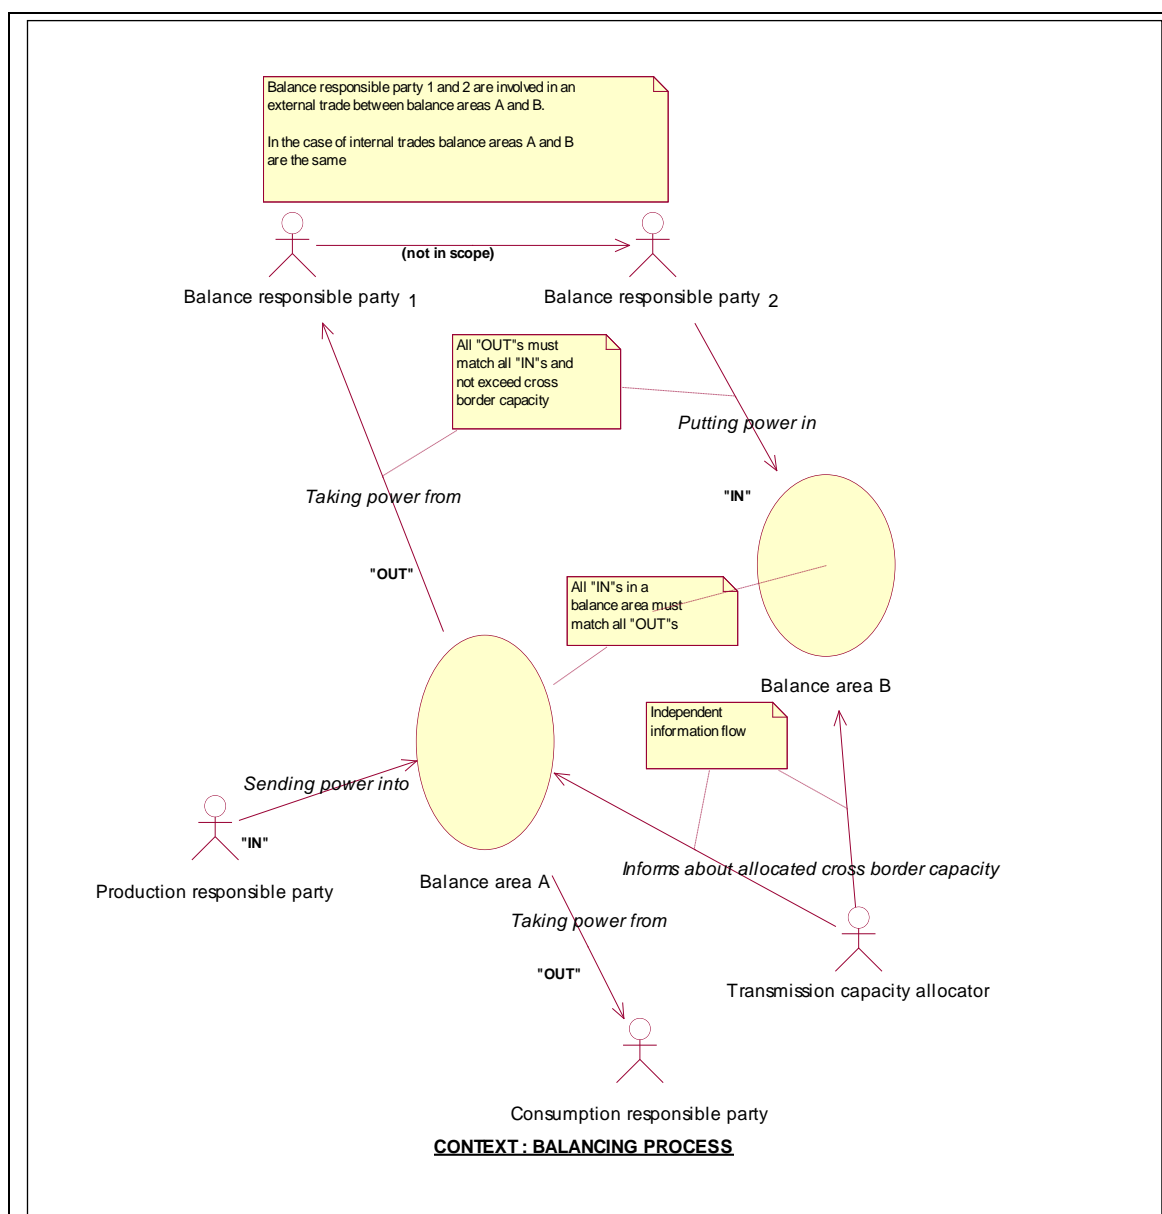 Balance responsible party 1 and 2 are involved in an
external trade between balance areas A and B.
In the case of internal trades balance areas A and B
are the same
(not in scope)
Balance responsible party 1
Balance responsible party 2
All "OUT"s must
match all "IN"s and
not exceed cross
border capacity
Putting power in
Taking power from
"IN"
"OUT"
All "IN"s in a
balance area must
match all "OUT"s
Balance area B
Independent
information flow
Sending power into
"IN"
Production responsible party
Balance area A
Informs about allocated cross border capacity
Taking power from
"OUT"
Transmission capacity allocator
Consumption responsible party
CONTEXT : BALANCING PROCESS